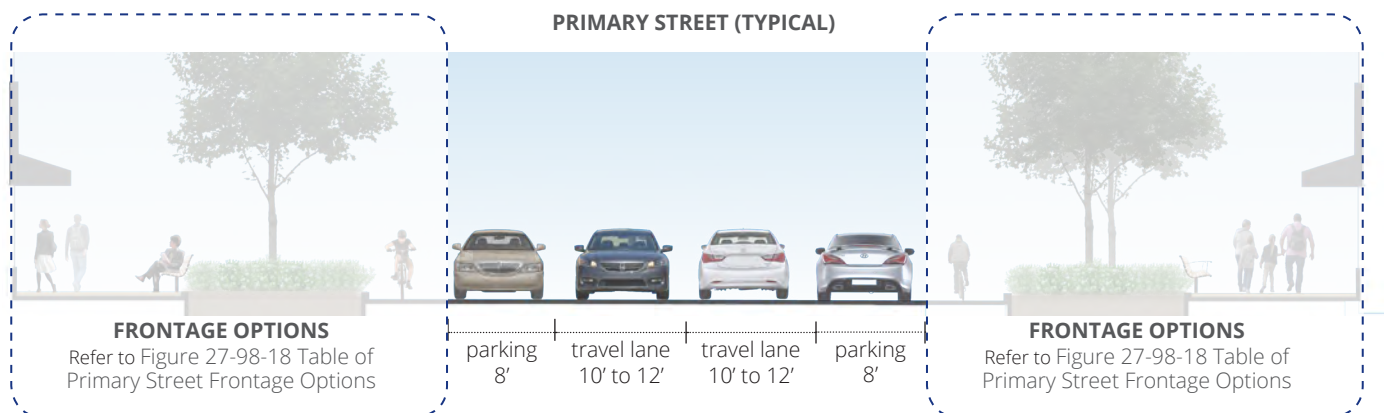 PRIMARY STREET (TYPICAL)
FRONTAGE OPTIONS
Refer to Figure 27-98-18 Table of
Primary Street Frontage Options
parking
8’
travel lane
10’ to 12’
travel lane
10’ to 12’
parking
8’
FRONTAGE OPTIONS
Refer to Figure 27-98-18 Table of
Primary Street Frontage Options